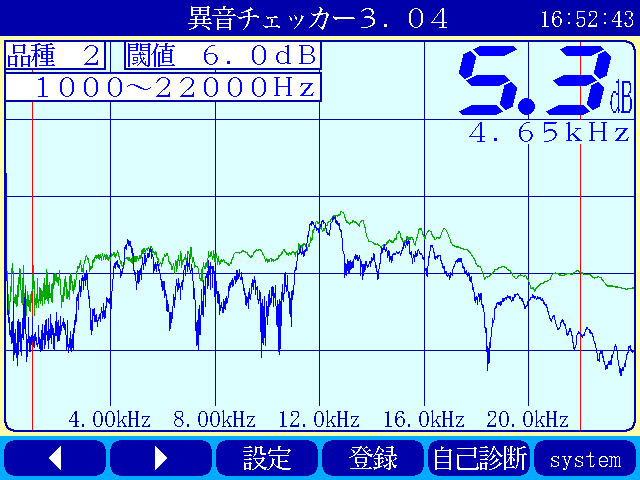 異音チェッカー３．０４ 16:52:43
品種 ２ 閾値 ６．０ｄＢ
１０００～２２０００Ｈｚ
5.3dB
４．６５ｋＨｚ
4.00kHz 8.00kHz 12.0kHz 16.0kHz 20.0kHz
設定 登録 自己診断 system